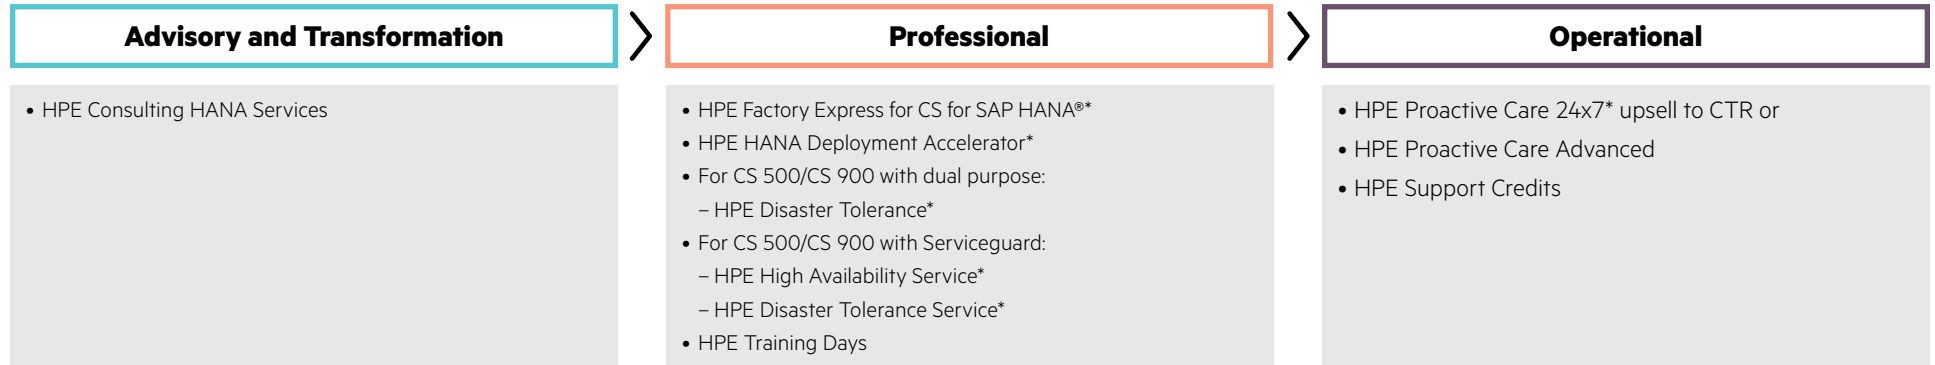 Advisory and Transformation
• HPE Consulting HANA Services
Professional
• HPE Factory Express for CS for SAP HANA®*
• HPE HANA Deployment Accelerator*
• For CS 500/CS 900 with dual purpose:
– HPE Disaster Tolerance*
• For CS 500/CS 900 with Serviceguard:
– HPE High Availability Service*
– HPE Disaster Tolerance Service*
• HPE Training Days
Operational
• HPE Proactive Care 24x7* upsell to CTR or
• HPE Proactive Care Advanced
• HPE Support Credits